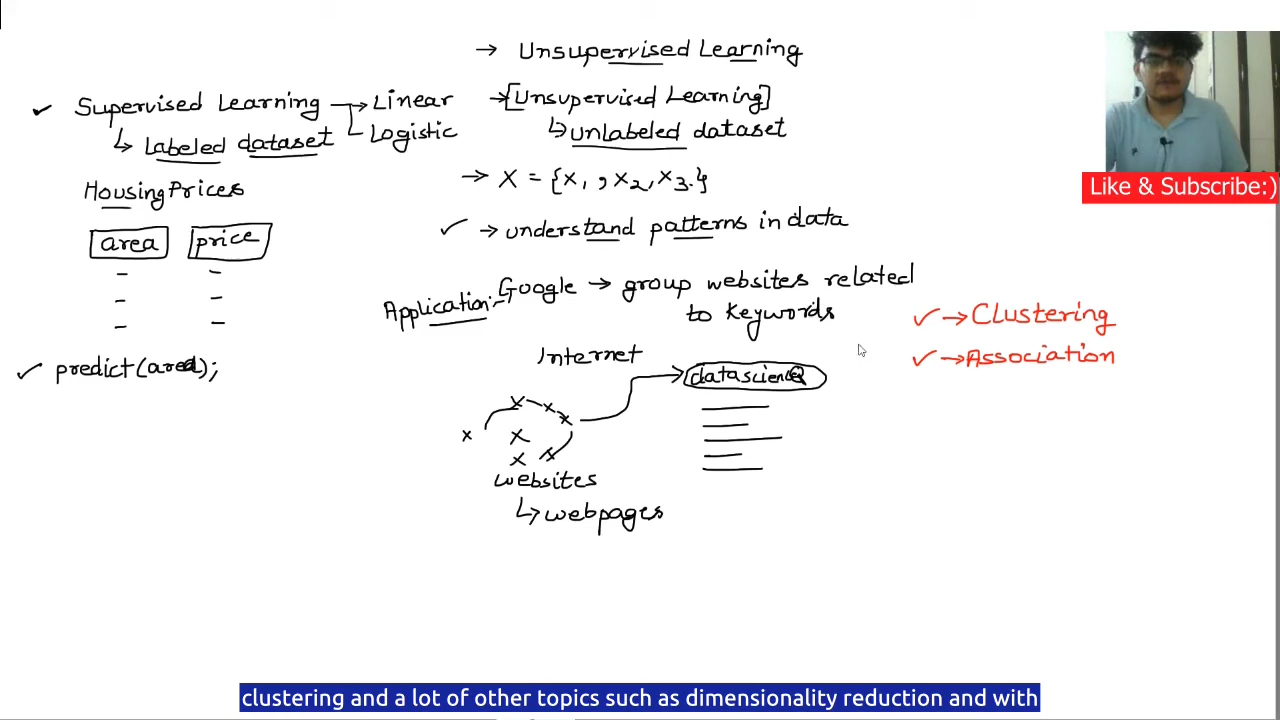 → Unsupervised Learning
✓ Supervised Learning → Linear
Logistic
↳ Labeled dataset
HousingPrices
area price
- -
- -
- -
✓ predict(area);
→ [Unsupervised Learning]
↳ unlabeled dataset
→ X = {x1, x2, x3.}
✓ → understand patterns in data
Application:- Google → group websites related
to keywords
Internet
datascience
x x x x x x x
websites
↳ webpages
✓ → Clustering
✓ → Association
Like & Subscribe:)
clustering and a lot of other topics such as dimensionality reduction and with